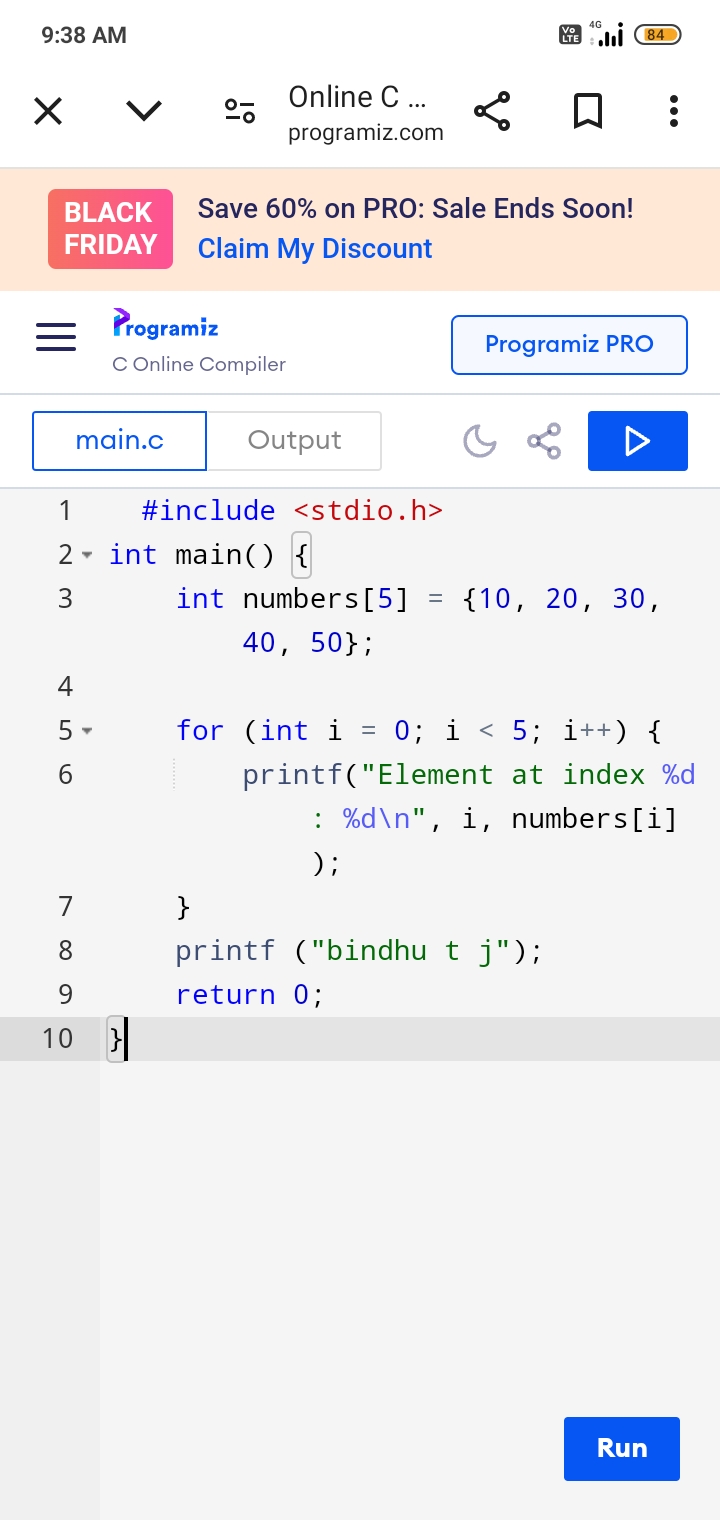 9:38 AM
Vo LTE 4G 84
Online C ...
programiz.com
BLACK FRIDAY
Save 60% on PRO: Sale Ends Soon!
Claim My Discount
Programiz
C Online Compiler
Programiz PRO
main.c Output
1 #include <stdio.h>
2 int main() {
3 int numbers[5] = {10, 20, 30,
40, 50};
4
5 for (int i = 0; i < 5; i++) {
6 printf("Element at index %d
: %d\n", i, numbers[i]
);
7 }
8 printf ("bindhu t j");
9 return 0;
10 }
Run